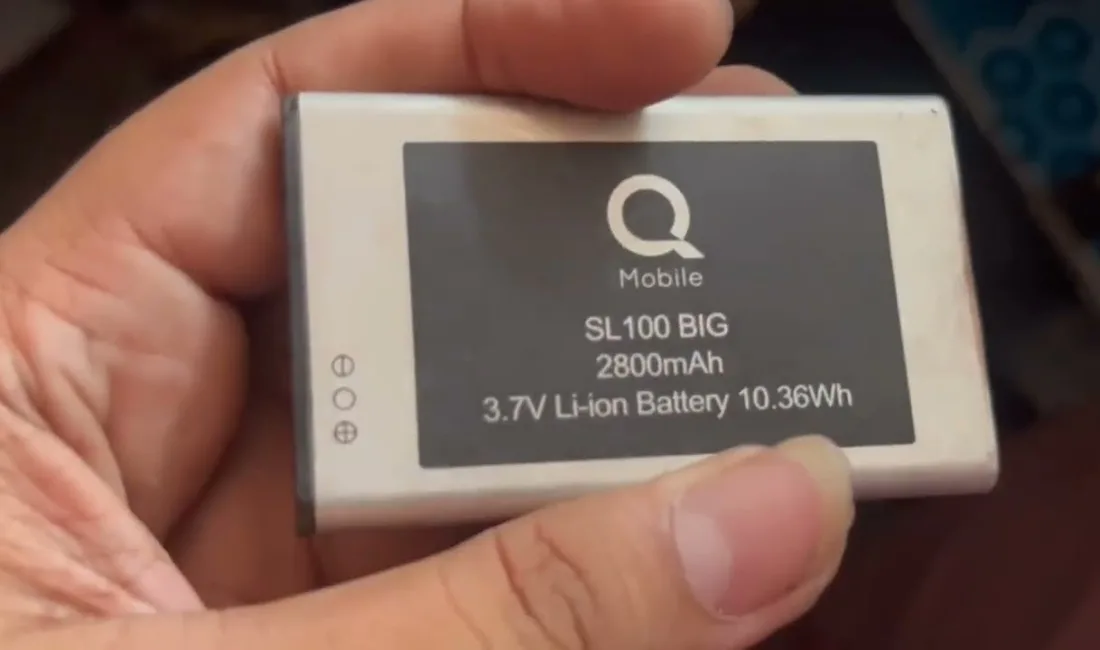 Q
Mobile
SL100 BIG
2800mAh
3.7V Li-ion Battery 10.36Wh